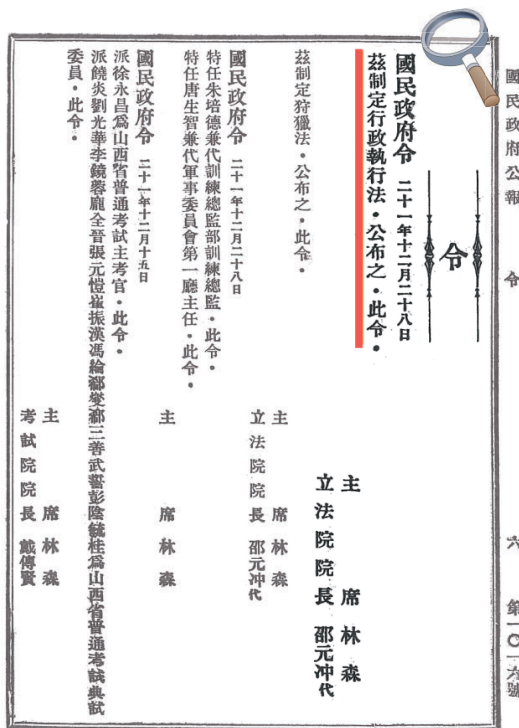 國民政府公報
令
六
第一〇一六號
令
國民政府令 二十一年十二月二十八日
茲制定行政執行法・公布之・此令・
主席林森
立法院院長 邵元冲代
茲制定狩獵法・公布之・此令・
主席林森
立法院院長 邵元冲代
國民政府令 二十一年十二月二十八日
特任朱培德兼代訓練總監部訓練總監・此令・
特任唐生智兼代軍事委員會第一廳主任・此令・
主席林森
國民政府令 二十一年十二月十五日
派徐永昌爲山西省普通考試主考官・此令・
派饒炎劉光華李鏡蓉龐全晉張元愷崔振漢馮綸
三善武誓彭陰毓桂爲山西省普通考試典試
委員・此令・
主席林森
考試院院長 戴傳賢